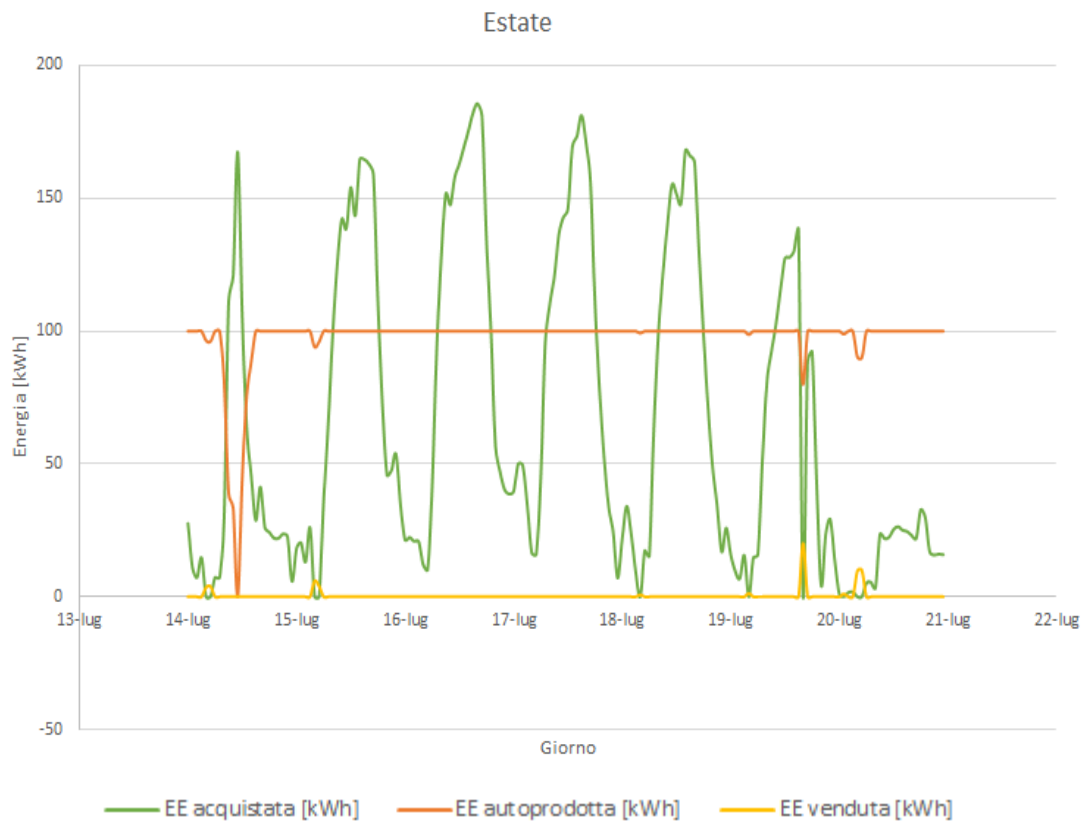 Estate
200
150
100
50
0
-50
Energia [kWh]
13-lug 14-lug 15-lug 16-lug 17-lug 18-lug 19-lug 20-lug 21-lug 22-lug
Giorno
EE acquistata [kWh] EE autoprodotta [kWh] EE venduta [kWh]